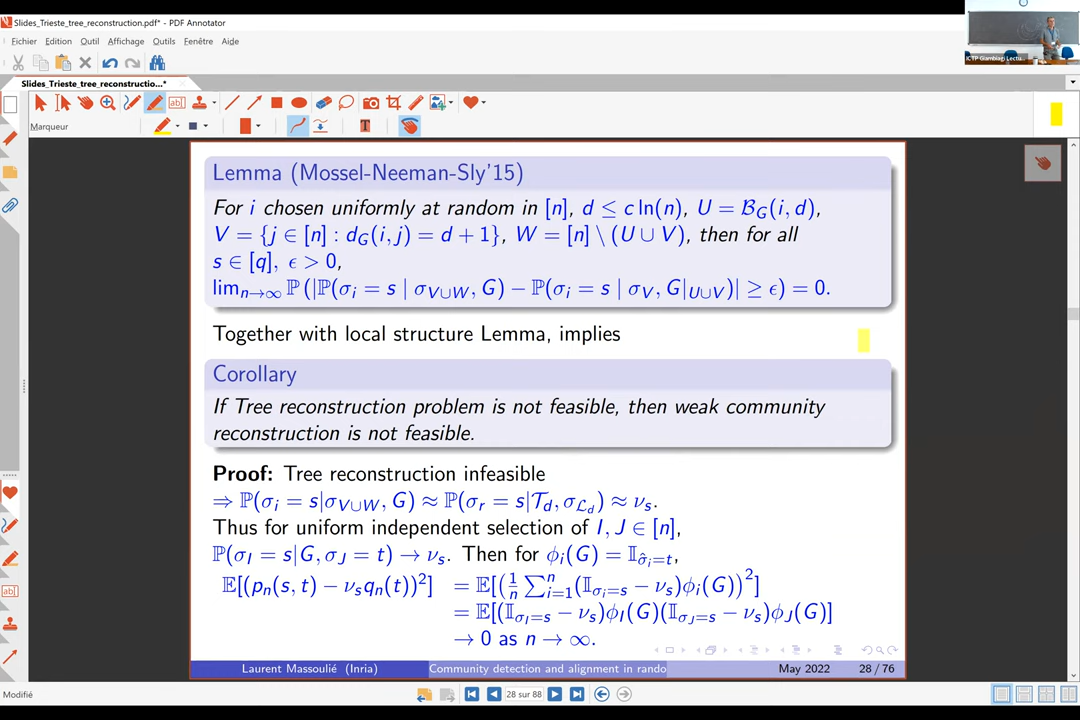 Slides_Trieste_tree_reconstruction.pdf* - PDF Annotator
Fichier Edition Outil Affichage Outils Fenêtre Aide
ICTP Giambiagi Lectu
Slides_Trieste_tree_reconstructio...*
Marqueur
Lemma (Mossel-Neeman-Sly'15)
For i chosen uniformly at random in [n], d ≤ c ln(n), U = 𝓑_G(i, d),
V = {j ∈ [n] : d_G(i, j) = d + 1}, W = [n] \ (U ∪ V), then for all
s ∈ [q], ϵ > 0,
lim_{n→∞} ℙ (|ℙ(σ_i = s | σ_{V∪W}, G) − ℙ(σ_i = s | σ_V, G|_{U∪V})| ≥ ϵ) = 0.
Together with local structure Lemma, implies
Corollary
If Tree reconstruction problem is not feasible, then weak community
reconstruction is not feasible.
Proof: Tree reconstruction infeasible
⇒ ℙ(σ_i = s|σ_{V∪W}, G) ≈ ℙ(σ_r = s|𝒯_d, σ_{ℒ_d}) ≈ ν_s.
Thus for uniform independent selection of I, J ∈ [n],
ℙ(σ_I = s|G, σ_J = t) → ν_s. Then for ϕ_i(G) = 𝕀_{σ̂_i=t},
𝔼[(p_n(s, t) − ν_s q_n(t))²] = 𝔼[(1/n ∑_{i=1}^n (𝕀_{σ_i=s} − ν_s)ϕ_i(G))²]
= 𝔼[(𝕀_{σ_I=s} − ν_s)ϕ_I(G)(𝕀_{σ_J=s} − ν_s)ϕ_J(G)]
→ 0 as n → ∞.
Laurent Massoulié (Inria) Community detection and alignment in rando May 2022 28 / 76
Modifié 28 sur 88